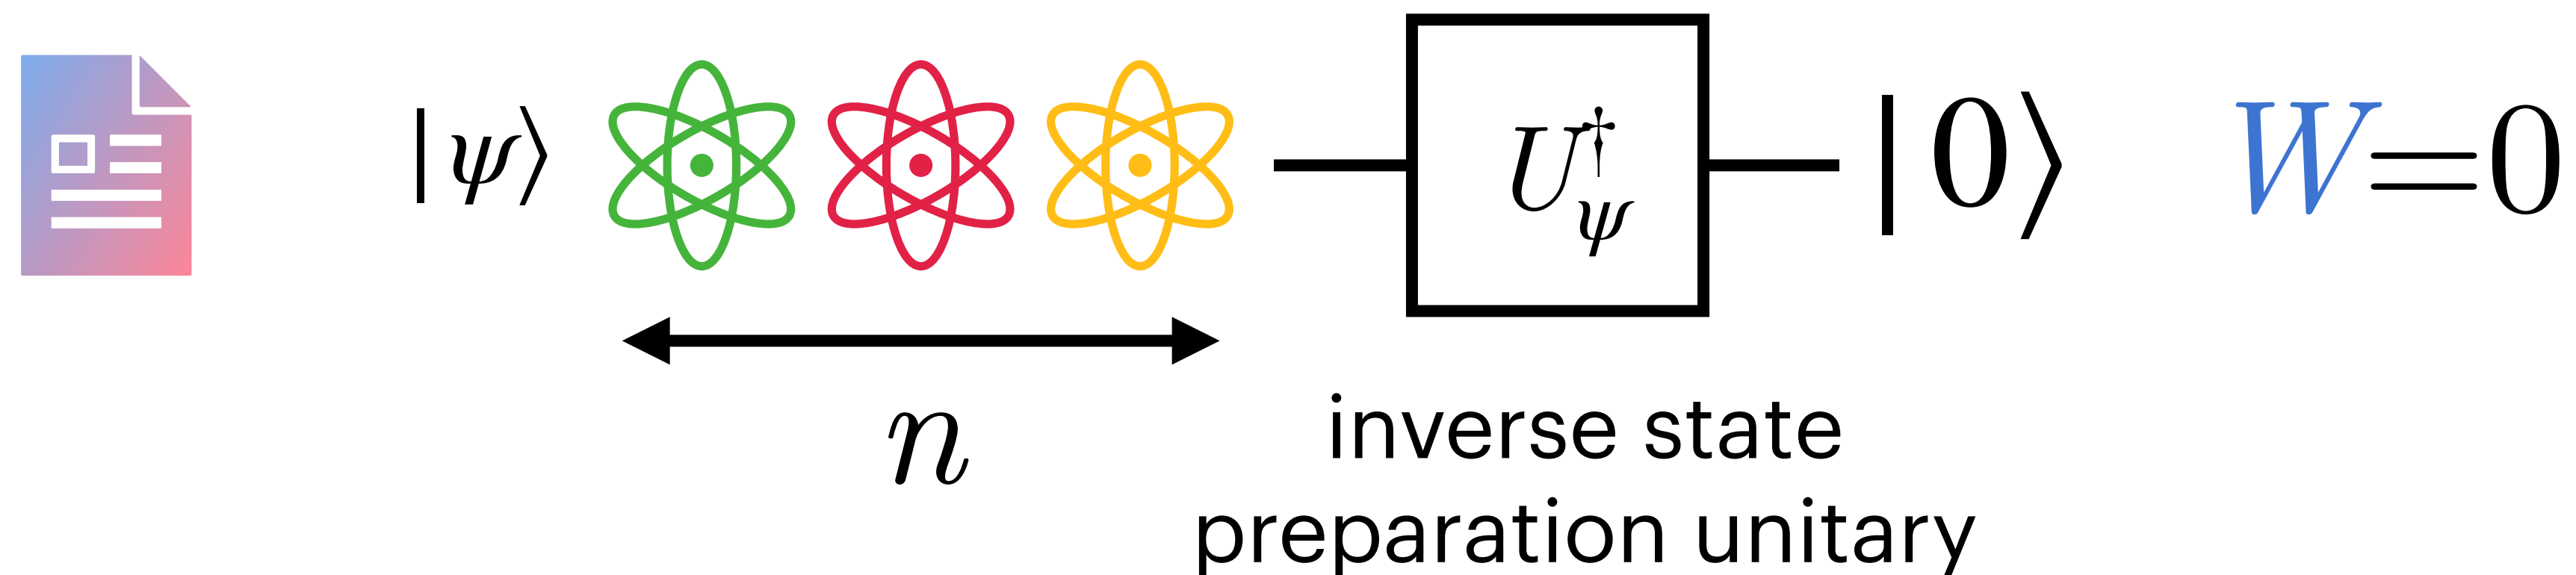 |ψ⟩ U†ψ |0⟩ W=0
n
inverse state
preparation unitary